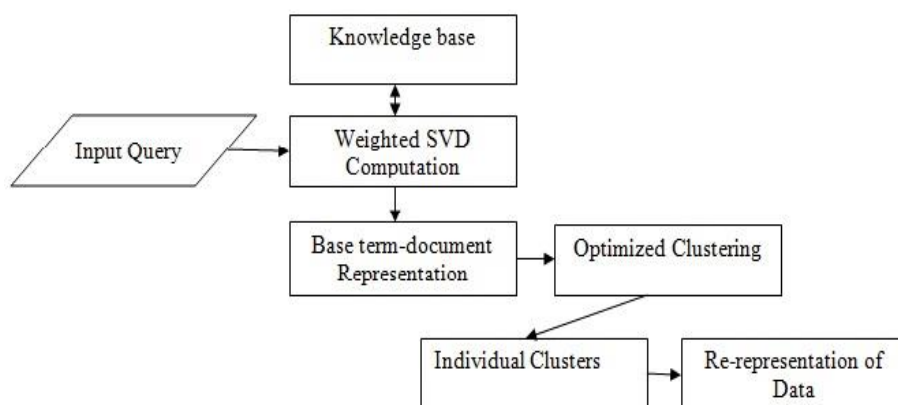 Knowledge base
Input Query
Weighted SVD
Computation
Base term-document
Representation
Optimized Clustering
Individual Clusters
Re-representation of
Data